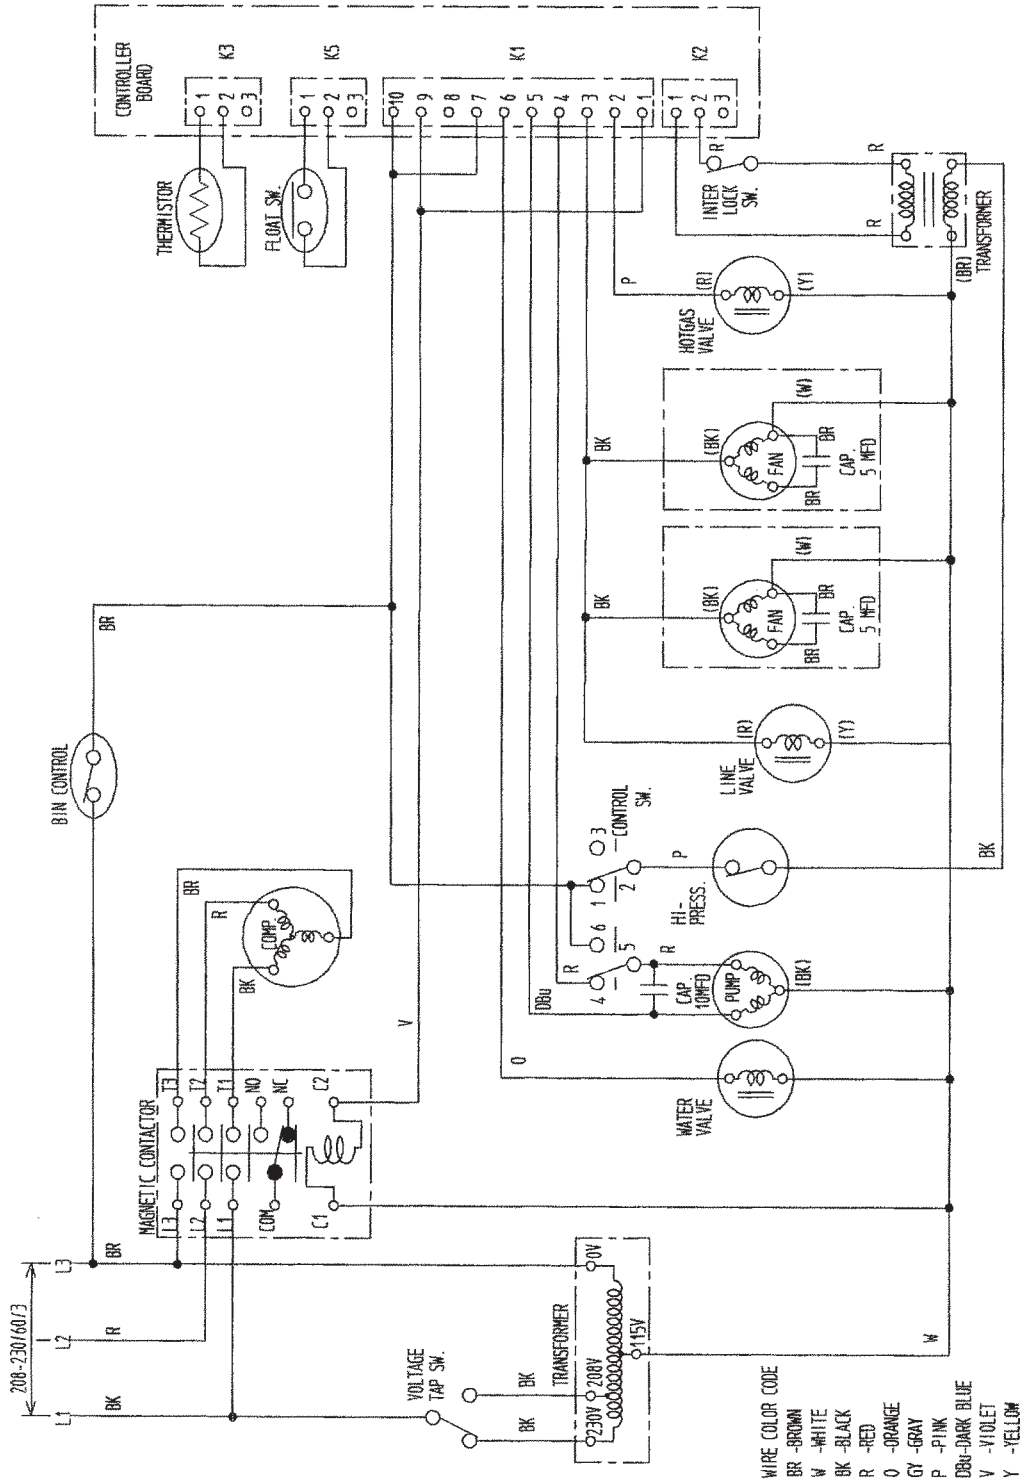 208-230/60/3
L1
L2
L3
BK
R
BR
MAGNETIC CONTACTOR
L3
L2
L1
COM
C1
T3
T2
T1
NO
NC
C2
BIN CONTROL
BR
BR
R
BK
COMP.
V
VOLTAGE
TAP SW.
BK
BK
TRANSFORMER
230V
208V
0V
115V
W
THERMISTOR
FLOAT SW.
CONTROLLER
BOARD
1
2
3
K3
1
2
3
K5
10
9
8
7
6
5
4
3
2
1
K1
1
2
3
K2
R
INTER
LOCK
SW.
R
R
TRANSFORMER
(BR)
P
(R)
(Y)
HOTGAS
VALVE
BK
(BK)
(W)
FAN
BR
BR
CAP.
5 MFD
BK
(BK)
(W)
FAN
BR
BR
CAP.
5 MFD
(R)
(Y)
LINE
VALVE
CONTROL
SW.
3
1
2
P
HI-
PRESS.
BK
6
5
4
R
R
DBu
CAP.
10MFD
PUMP
(BK)
O
WATER
VALVE
WIRE COLOR CODE
BR -BROWN
W -WHITE
BK -BLACK
R -RED
O -ORANGE
GY -GRAY
P -PINK
DBu-DARK BLUE
V -VIOLET
Y -YELLOW